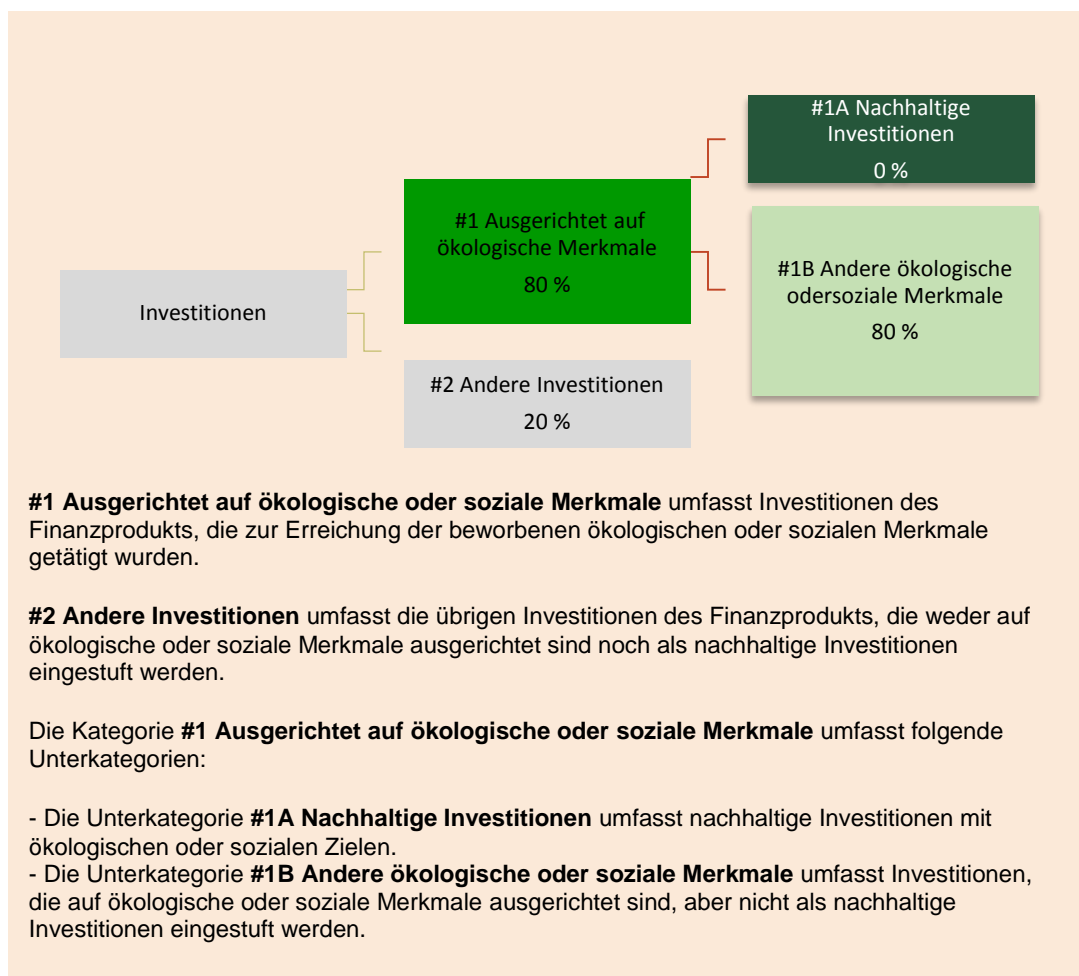 #1A Nachhaltige
Investitionen
0 %
#1 Ausgerichtet auf
ökologische Merkmale
80 %
#1B Andere ökologische
odersoziale Merkmale
80 %
Investitionen
#2 Andere Investitionen
20 %
#1 Ausgerichtet auf ökologische oder soziale Merkmale umfasst Investitionen des
Finanzprodukts, die zur Erreichung der beworbenen ökologischen oder sozialen Merkmale
getätigt wurden.
#2 Andere Investitionen umfasst die übrigen Investitionen des Finanzprodukts, die weder auf
ökologische oder soziale Merkmale ausgerichtet sind noch als nachhaltige Investitionen
eingestuft werden.
Die Kategorie #1 Ausgerichtet auf ökologische oder soziale Merkmale umfasst folgende
Unterkategorien:
- Die Unterkategorie #1A Nachhaltige Investitionen umfasst nachhaltige Investitionen mit
ökologischen oder sozialen Zielen.
- Die Unterkategorie #1B Andere ökologische oder soziale Merkmale umfasst Investitionen,
die auf ökologische oder soziale Merkmale ausgerichtet sind, aber nicht als nachhaltige
Investitionen eingestuft werden.